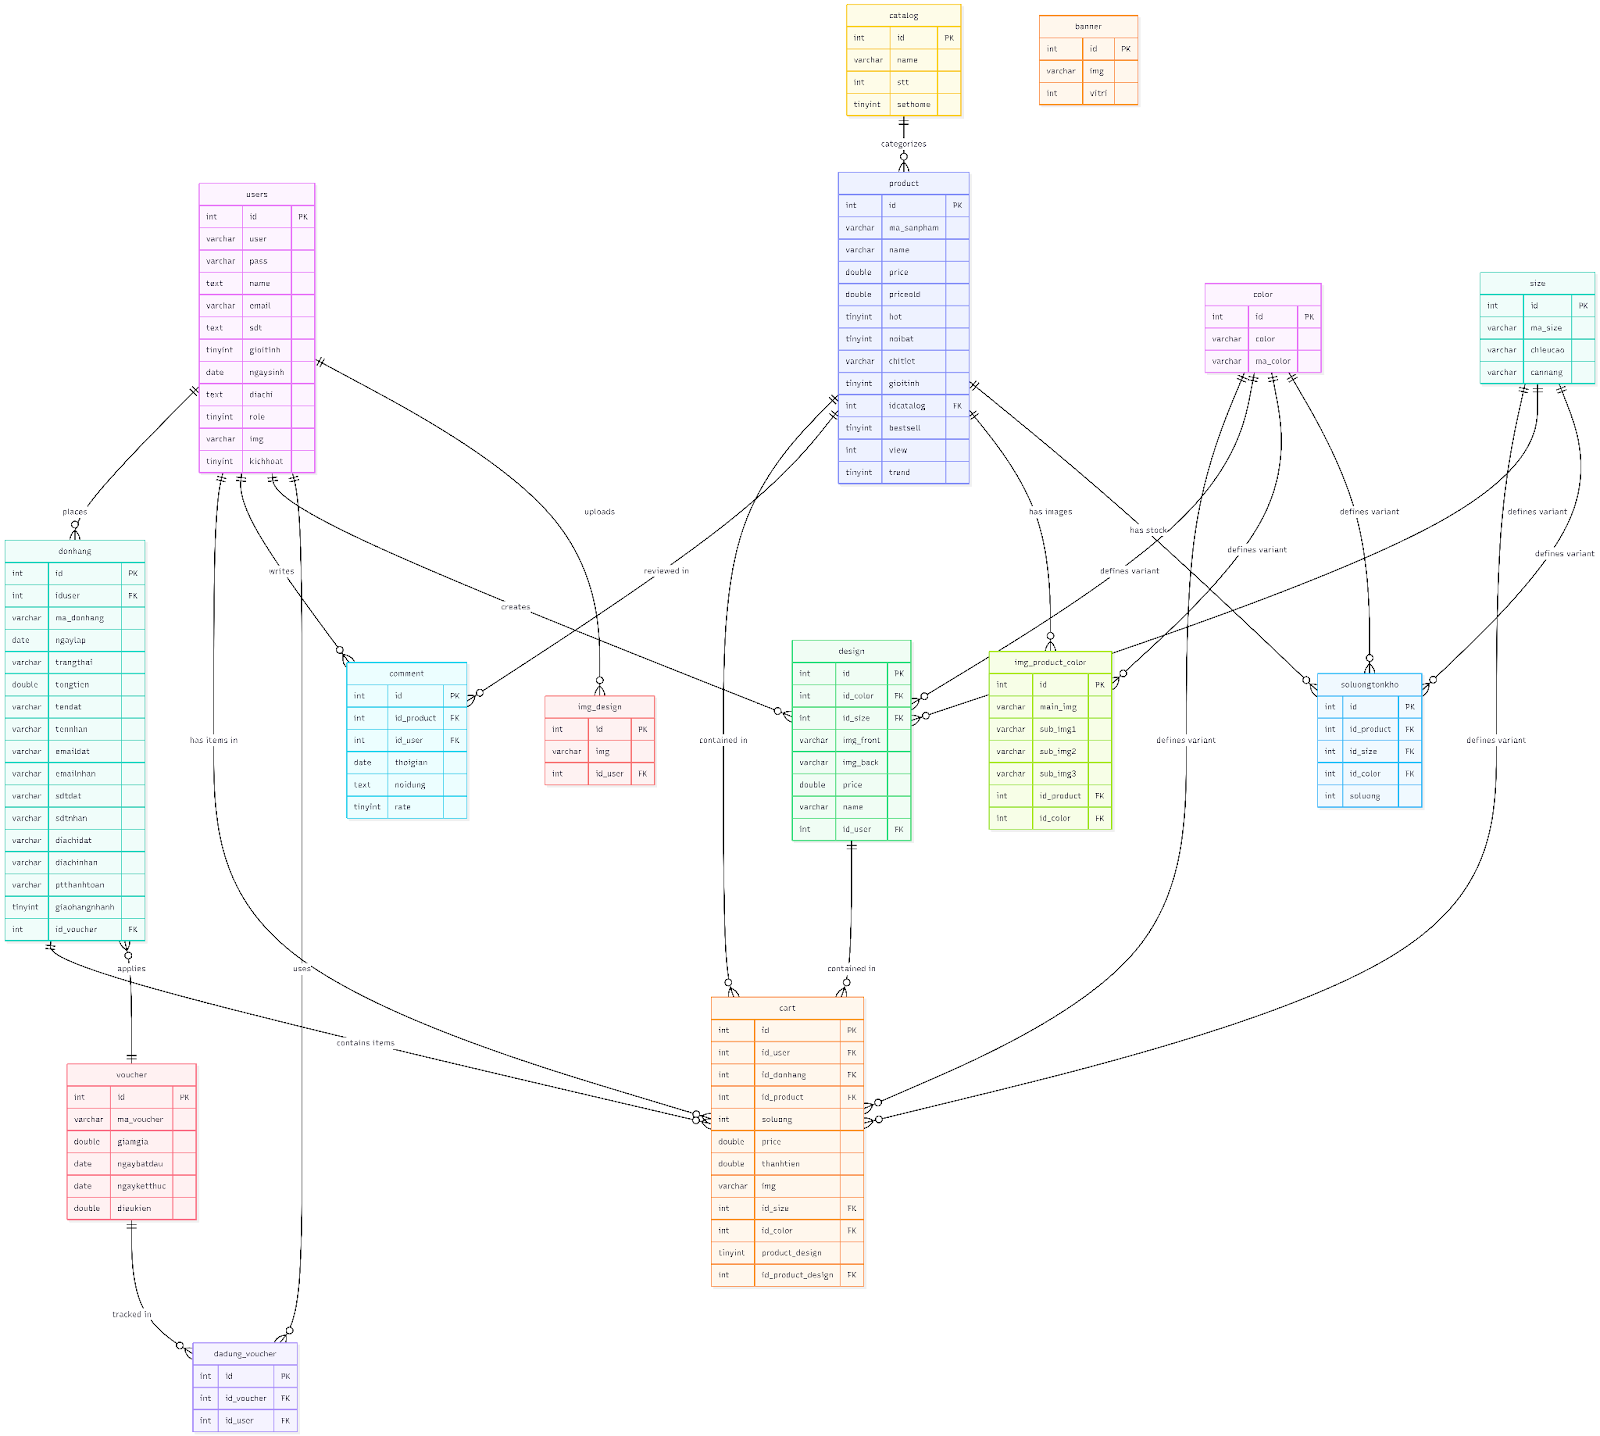 catalog
int id PK
varchar name
int stt
tinyint sethome
banner
int id PK
varchar img
int vitri
categorizes
product
int id PK
varchar ma_sanpham
varchar name
double price
double priceold
tinyint hot
tinyint noibat
varchar chitiet
tinyint gioitinh
int idcatalog FK
tinyint bestsell
int view
tinyint trend
users
int id PK
varchar user
varchar pass
text name
varchar email
text sdt
tinyint gioitinh
date ngaysinh
text diachi
tinyint role
varchar img
tinyint kichhoat
color
int id PK
varchar color
varchar ma_color
size
int id PK
varchar ma_size
varchar chieucao
varchar cannang
places
uploads
has images
has stock
defines variant
defines variant
defines variant
defines variant
writes
reviewed in
defines variant
creates
donhang
int id PK
int iduser FK
varchar ma_donhang
date ngaylap
varchar trangthai
double tongtien
varchar tendat
varchar tennhan
varchar emaildat
varchar emailnhan
varchar sdtdat
varchar sdtnhan
varchar diachidat
varchar diachinhan
varchar ptthanhtoan
tinyint giaohangnhanh
int id_voucher FK
comment
int id PK
int id_product FK
int id_user FK
date thoigian
text noidung
tinyint rate
img_design
int id PK
varchar img
int id_user FK
design
int id PK
int id_color FK
int id_size FK
varchar img_front
varchar img_back
double price
varchar name
int id_user FK
img_product_color
int id PK
varchar main_img
varchar sub_img1
varchar sub_img2
varchar sub_img3
int id_product FK
int id_color FK
soluongtonkho
int id PK
int id_product FK
int id_size FK
int id_color FK
int soluong
has items in
contained in
defines variant
defines variant
applies
uses
contained in
contains items
cart
int id PK
int id_user FK
int id_donhang FK
int id_product FK
int soluong
double price
double thanhtien
varchar img
int id_size FK
int id_color FK
tinyint product_design
int id_product_design FK
voucher
int id PK
varchar ma_voucher
double giamgia
date ngaybatdau
date ngayketthuc
double dieukien
tracked in
dadung_voucher
int id PK
int id_voucher FK
int id_user FK